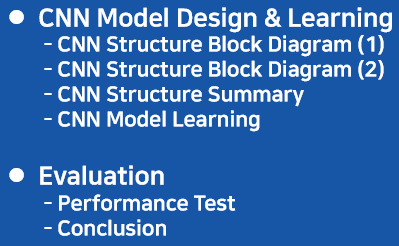 ● CNN Model Design & Learning
- CNN Structure Block Diagram (1)
- CNN Structure Block Diagram (2)
- CNN Structure Summary
- CNN Model Learning
● Evaluation
- Performance Test
- Conclusion